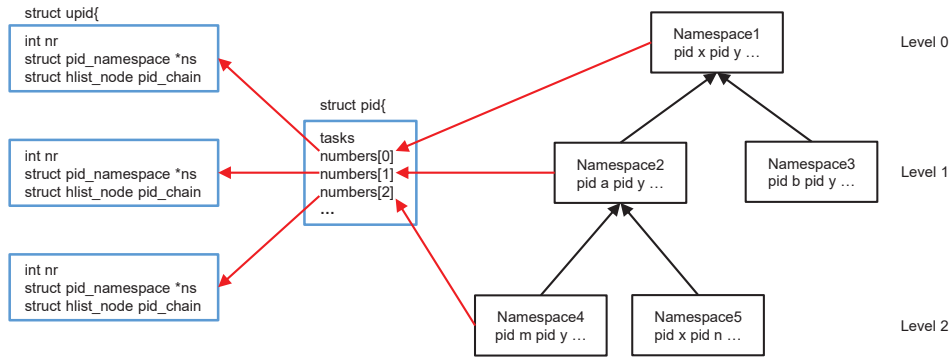 struct upid{
int nr
struct pid_namespace *ns
struct hlist_node pid_chain
int nr
struct pid_namespace *ns
struct hlist_node pid_chain
int nr
struct pid_namespace *ns
struct hlist_node pid_chain
struct pid{
tasks
numbers[0]
numbers[1]
numbers[2]
...
Namespace1
pid x pid y ...
Level 0
Namespace2
pid a pid y ...
Namespace3
pid b pid y ...
Level 1
Namespace4
pid m pid y ...
Namespace5
pid x pid n ...
Level 2